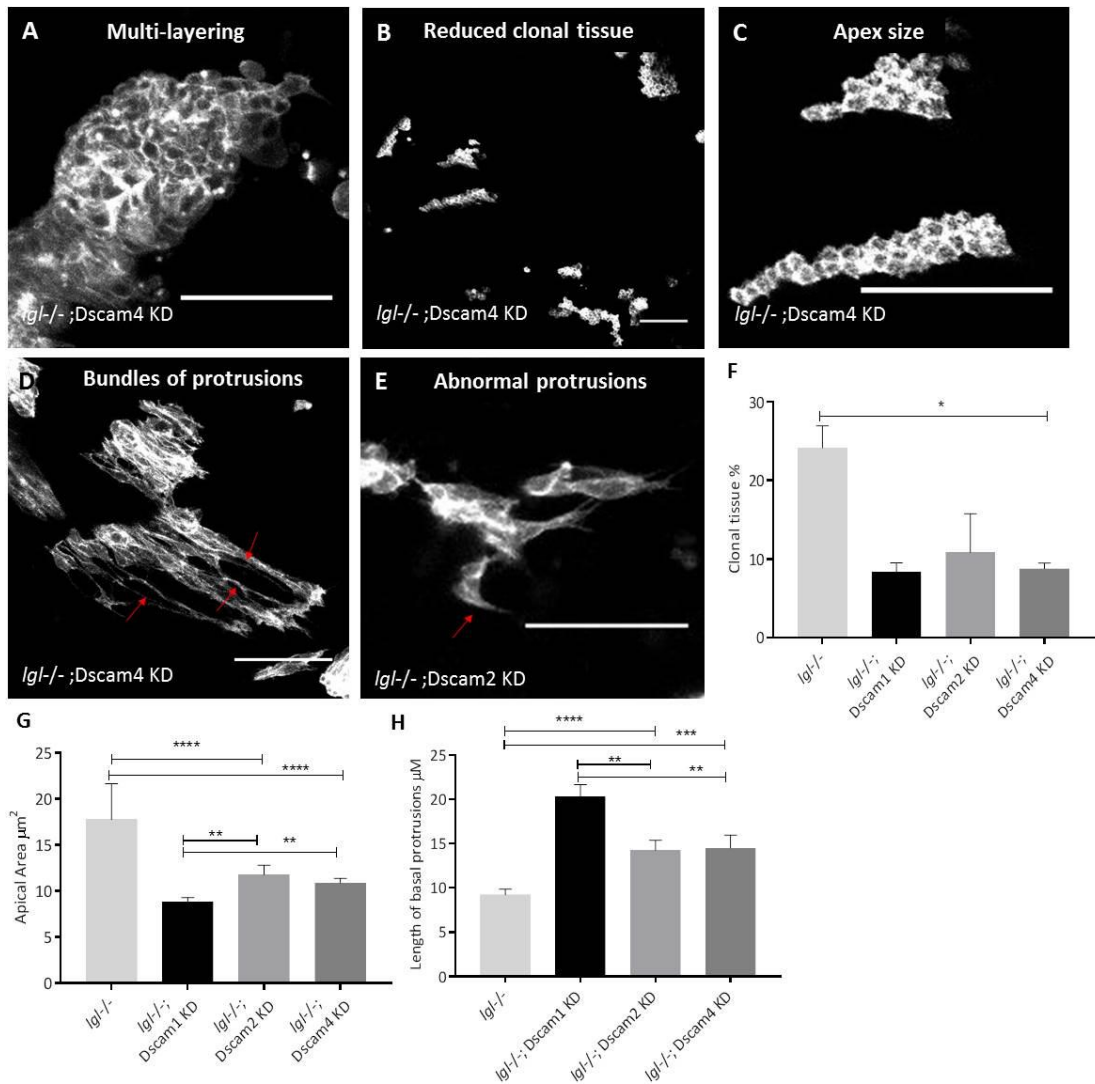 A Multi-layering
lgl-/- ;Dscam4 KD
B Reduced clonal tissue
lgl-/- ;Dscam4 KD
C Apex size
lgl-/- ;Dscam4 KD
D Bundles of protrusions
lgl-/- ;Dscam4 KD
E Abnormal protrusions
lgl-/- ;Dscam2 KD
F
*
Clonal tissue %
40
30
20
10
0
lgl-/-
lgl-/-;
Dscam1 KD
lgl-/-;
Dscam2 KD
lgl-/-;
Dscam4 KD
G
****
****
**
**
Apical Area µm²
25
20
15
10
5
0
lgl-/-
lgl-/-;
Dscam1 KD
lgl-/-;
Dscam2 KD
lgl-/-;
Dscam4 KD
H
****
***
**
**
Length of basal protrusions µM
25
20
15
10
5
0
lgl-/-
lgl-/-; Dscam1 KD
lgl-/-; Dscam2 KD
lgl-/-; Dscam4 KD